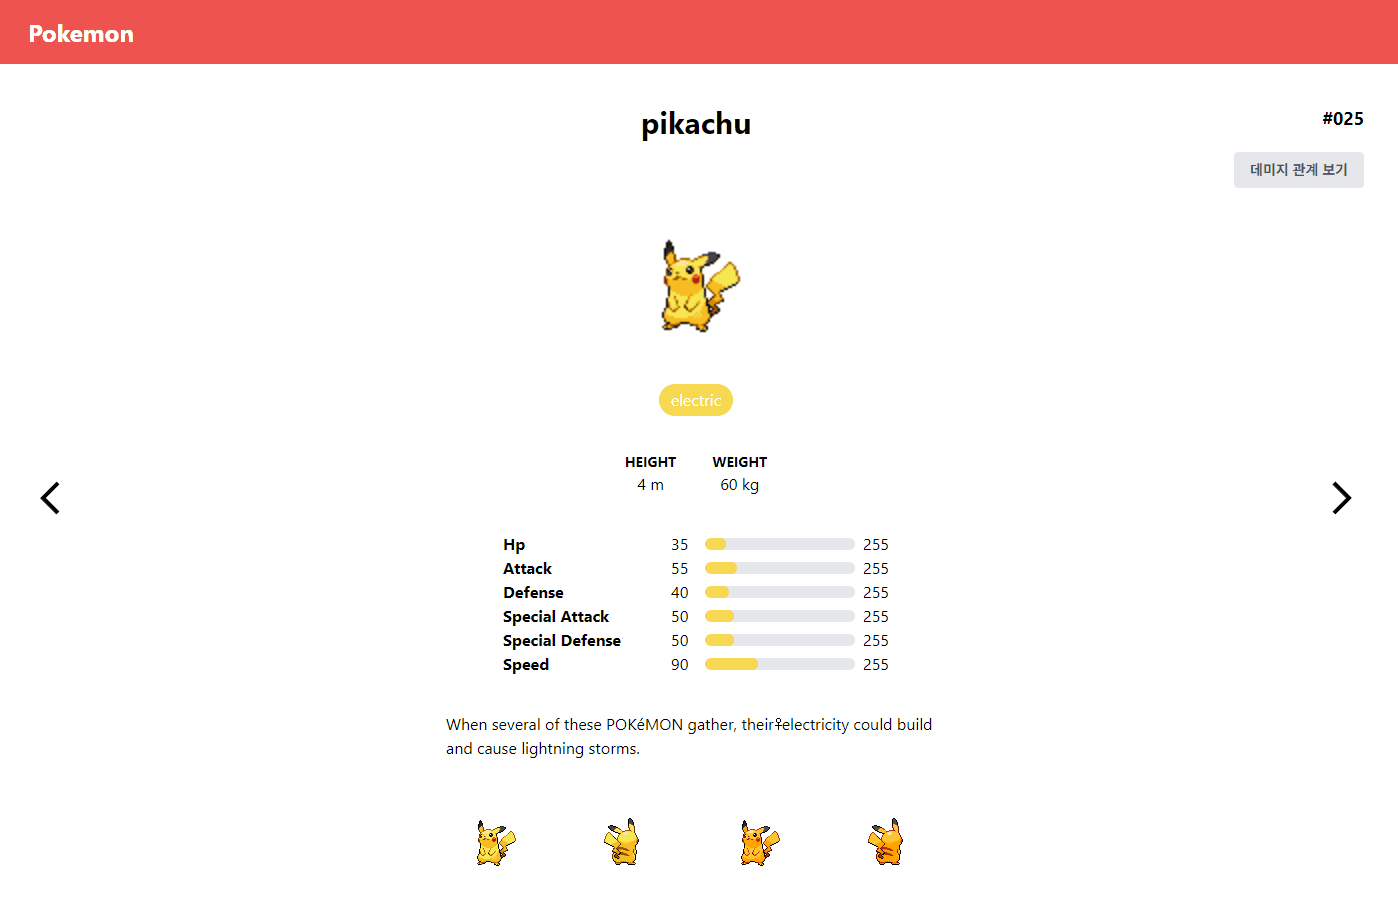 Pokemon
pikachu
#025
데미지 관계 보기
electric
HEIGHT WEIGHT
4 m 60 kg
Hp 35 255
Attack 55 255
Defense 40 255
Special Attack 50 255
Special Defense 50 255
Speed 90 255
When several of these POKéMON gather, their♀electricity could build
and cause lightning storms.